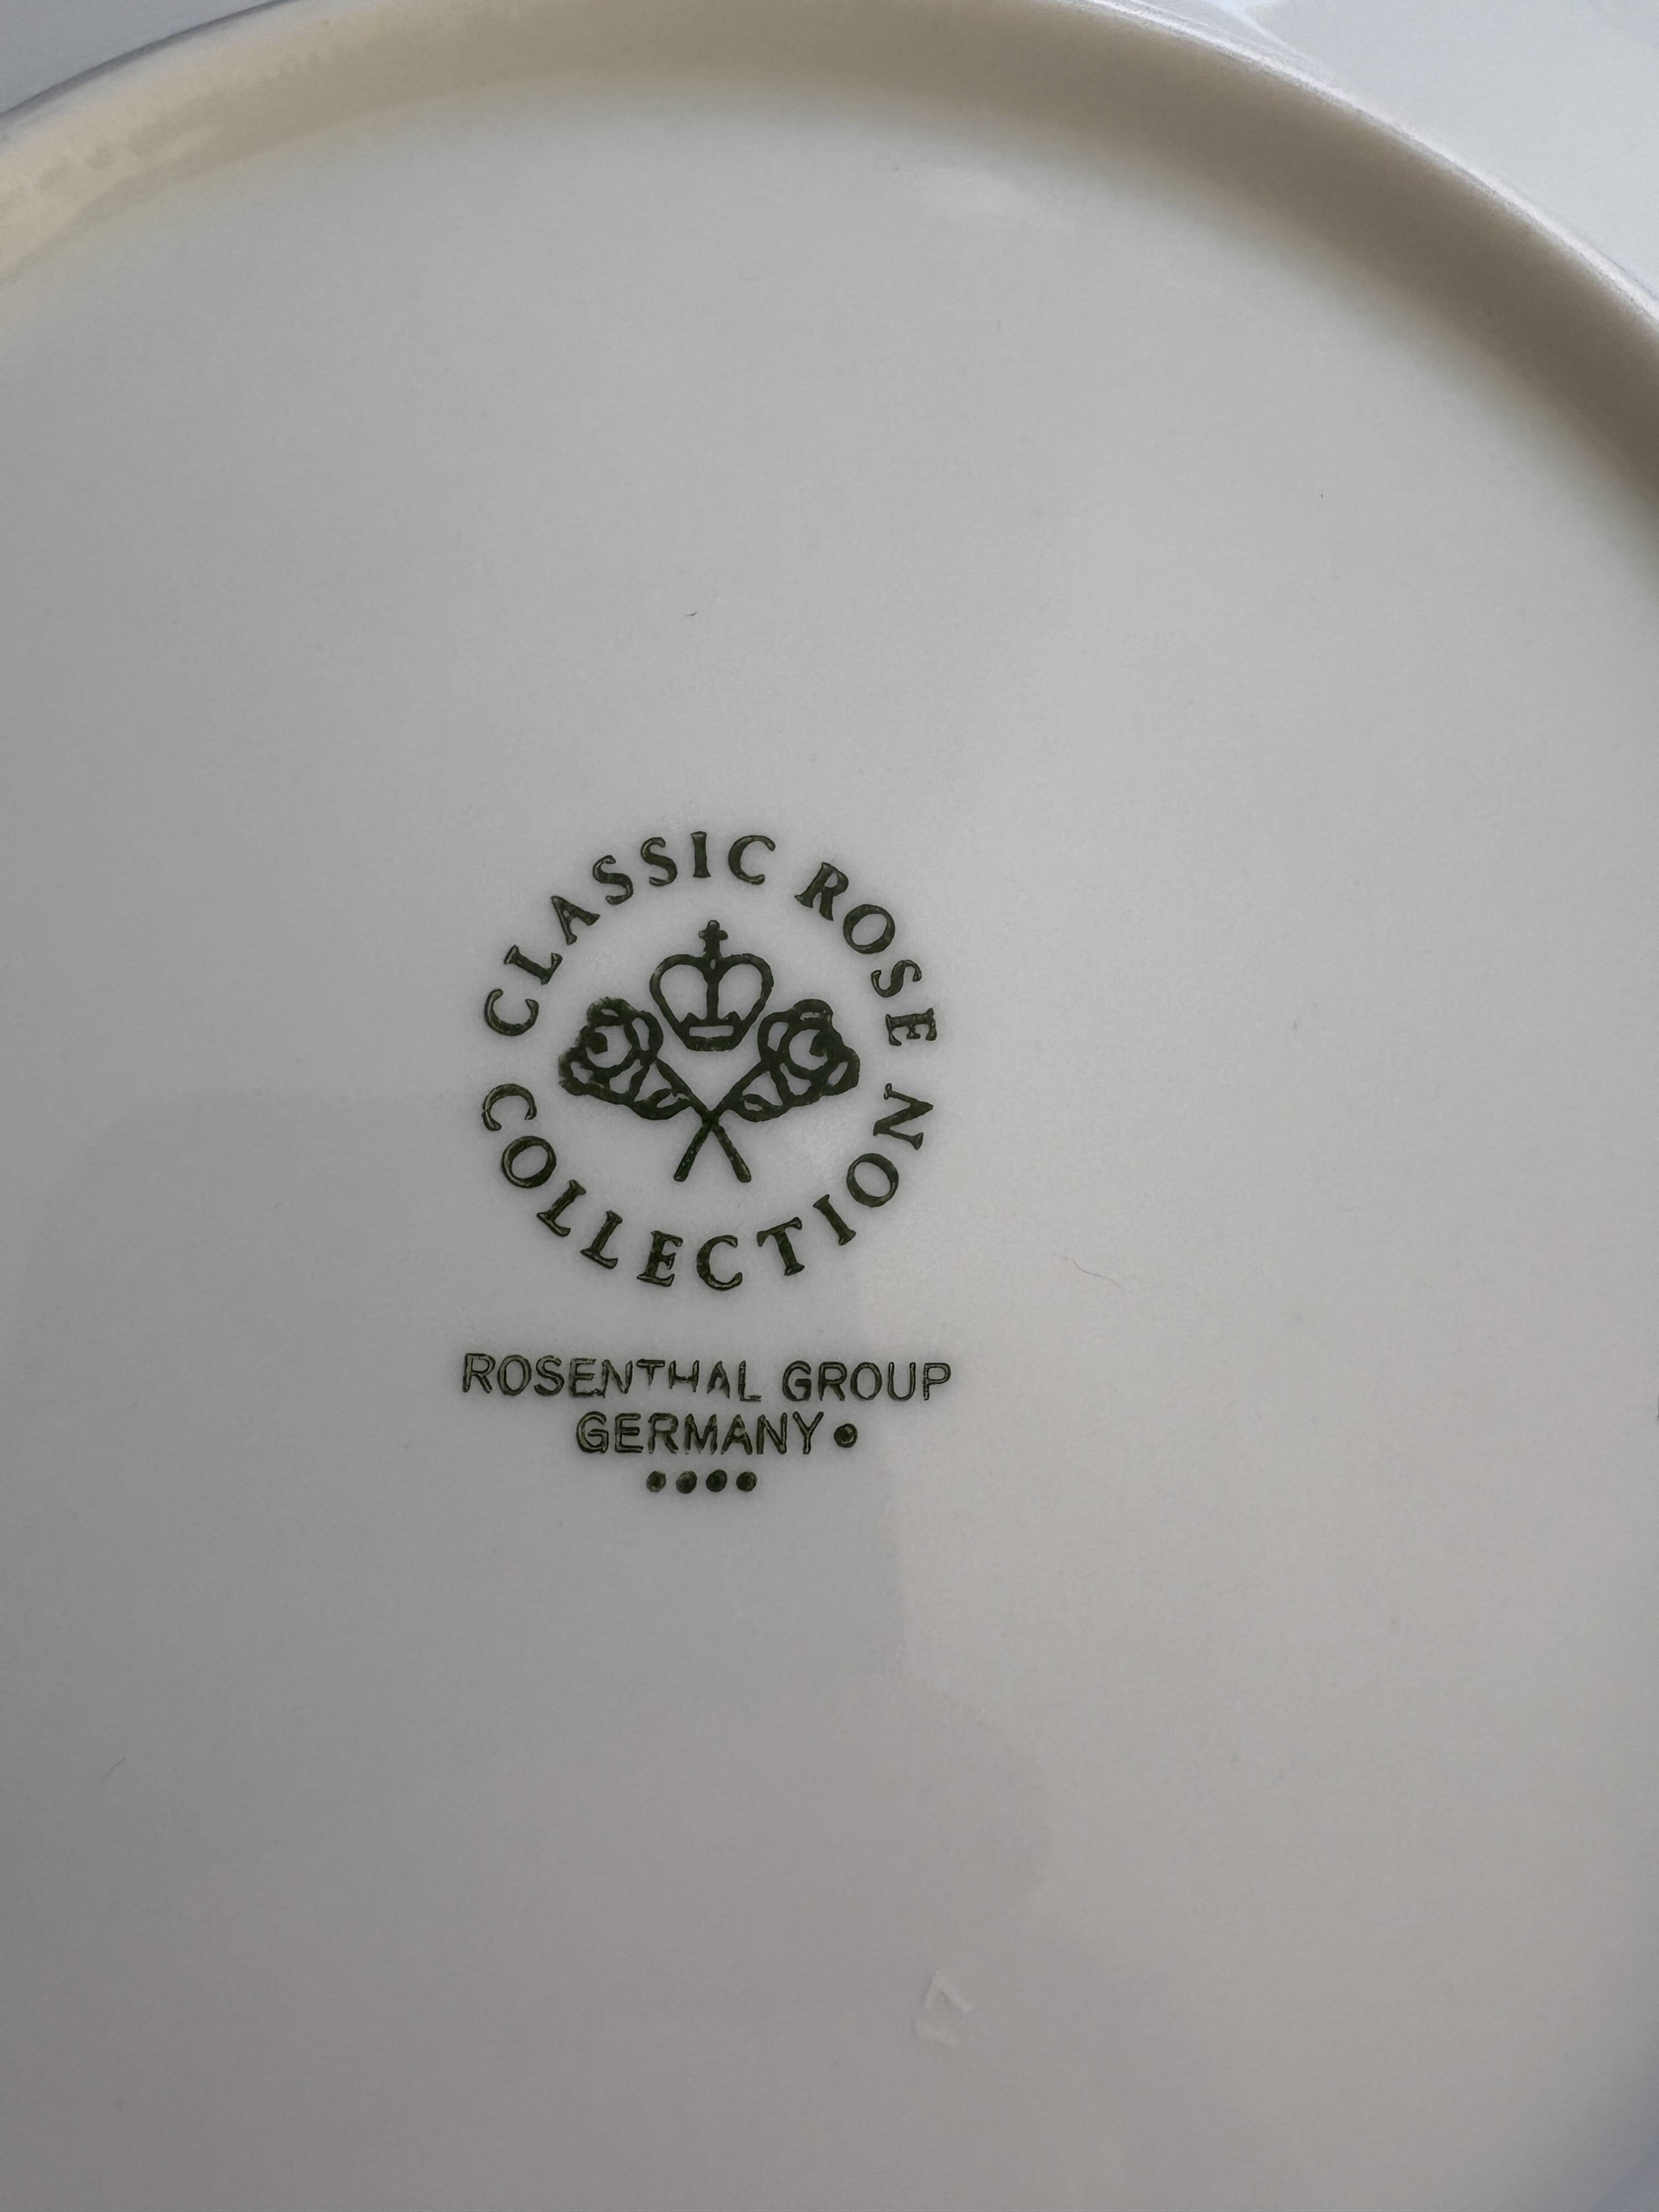 CLASSIC ROSE
COLLECTION
ROSENTHAL GROUP
GERMANY